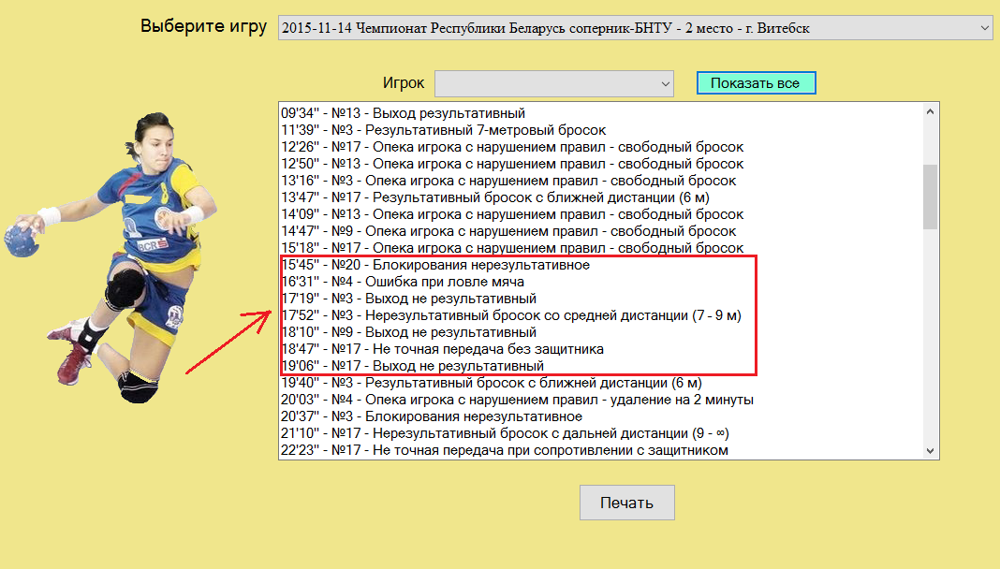 Выберите игру
2015-11-14 Чемпионат Республики Беларусь соперник-БНТУ - 2 место - г. Витебск
Игрок
Показать все
09'34'' - №13 - Выход результативный
11'39'' - №3 - Результативный 7-метровый бросок
12'26'' - №17 - Опека игрока с нарушением правил - свободный бросок
12'50'' - №13 - Опека игрока с нарушением правил - свободный бросок
13'16'' - №3 - Опека игрока с нарушением правил - свободный бросок
13'47'' - №17 - Результативный бросок с ближней дистанции (6 м)
14'09'' - №13 - Опека игрока с нарушением правил - свободный бросок
14'47'' - №9 - Опека игрока с нарушением правил - свободный бросок
15'18'' - №17 - Опека игрока с нарушением правил - свободный бросок
15'45'' - №20 - Блокирования нерезультативное
16'31'' - №4 - Ошибка при ловле мяча
17'19'' - №3 - Выход не результативный
17'52'' - №3 - Нерезультативный бросок со средней дистанции (7 - 9 м)
18'10'' - №9 - Выход не результативный
18'47'' - №17 - Не точная передача без защитника
19'06'' - №17 - Выход не результативный
19'40'' - №3 - Результативный бросок с ближней дистанции (6 м)
20'03'' - №4 - Опека игрока с нарушением правил - удаление на 2 минуты
20'37'' - №3 - Блокирования нерезультативное
21'10'' - №17 - Нерезультативный бросок с дальней дистанции (9 - ∞)
22'23'' - №17 - Не точная передача при сопротивлении с защитником
BCR
Печать